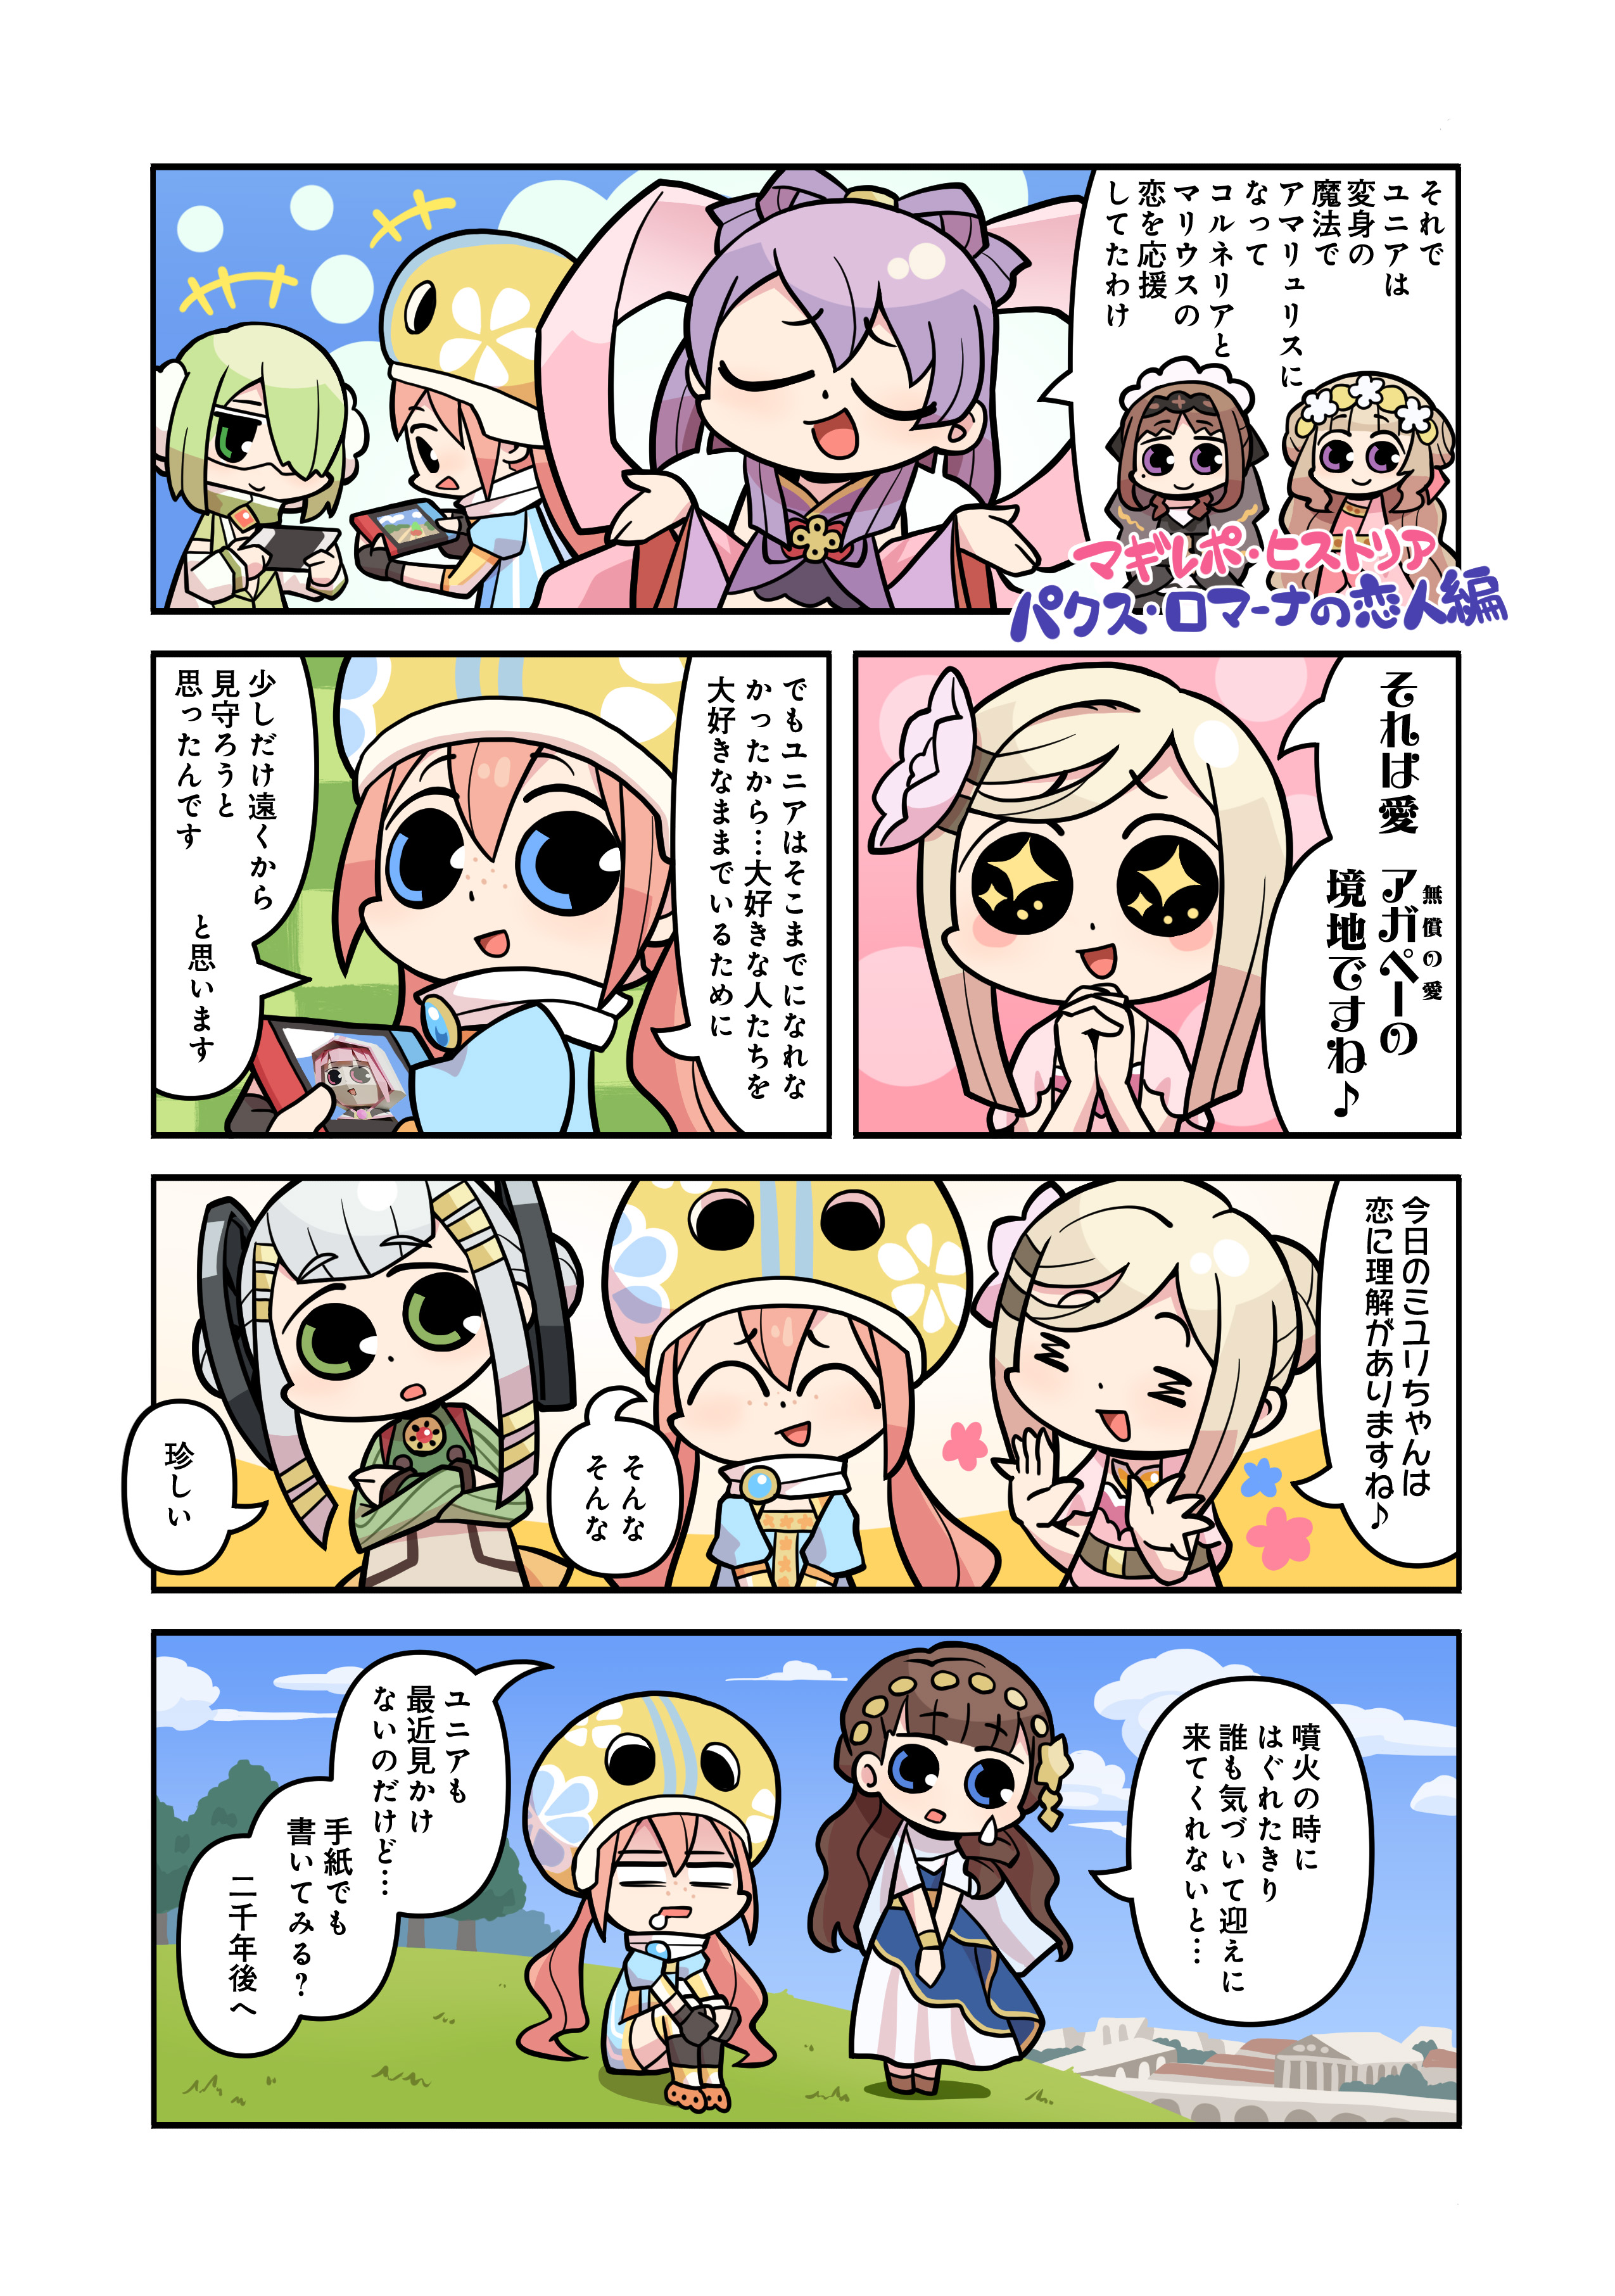 それで
ユニアは
変身の
魔法で
アマリュリスに
なって
コルネリアと
マリウスの
恋を応援
してたわけ
マギレポ・ヒストリア
パクス・ロマーナの恋人編
それは愛
無償の愛
アガペーの
境地ですね♪
でもユニアはそこまでになれな
かったから…大好きな人たちを
大好きなままでいるために
少しだけ遠くから
見守ろうと
思ったんです
と思います
今日のミユリちゃんは
恋に理解がありますね♪
そんな
そんな
珍しい
噴火の時に
はぐれたきり
誰も気づいて迎えに
来てくれないと…
ユニアも
最近見かけ
ないのだけど…
手紙でも
書いてみる?
二千年後へ